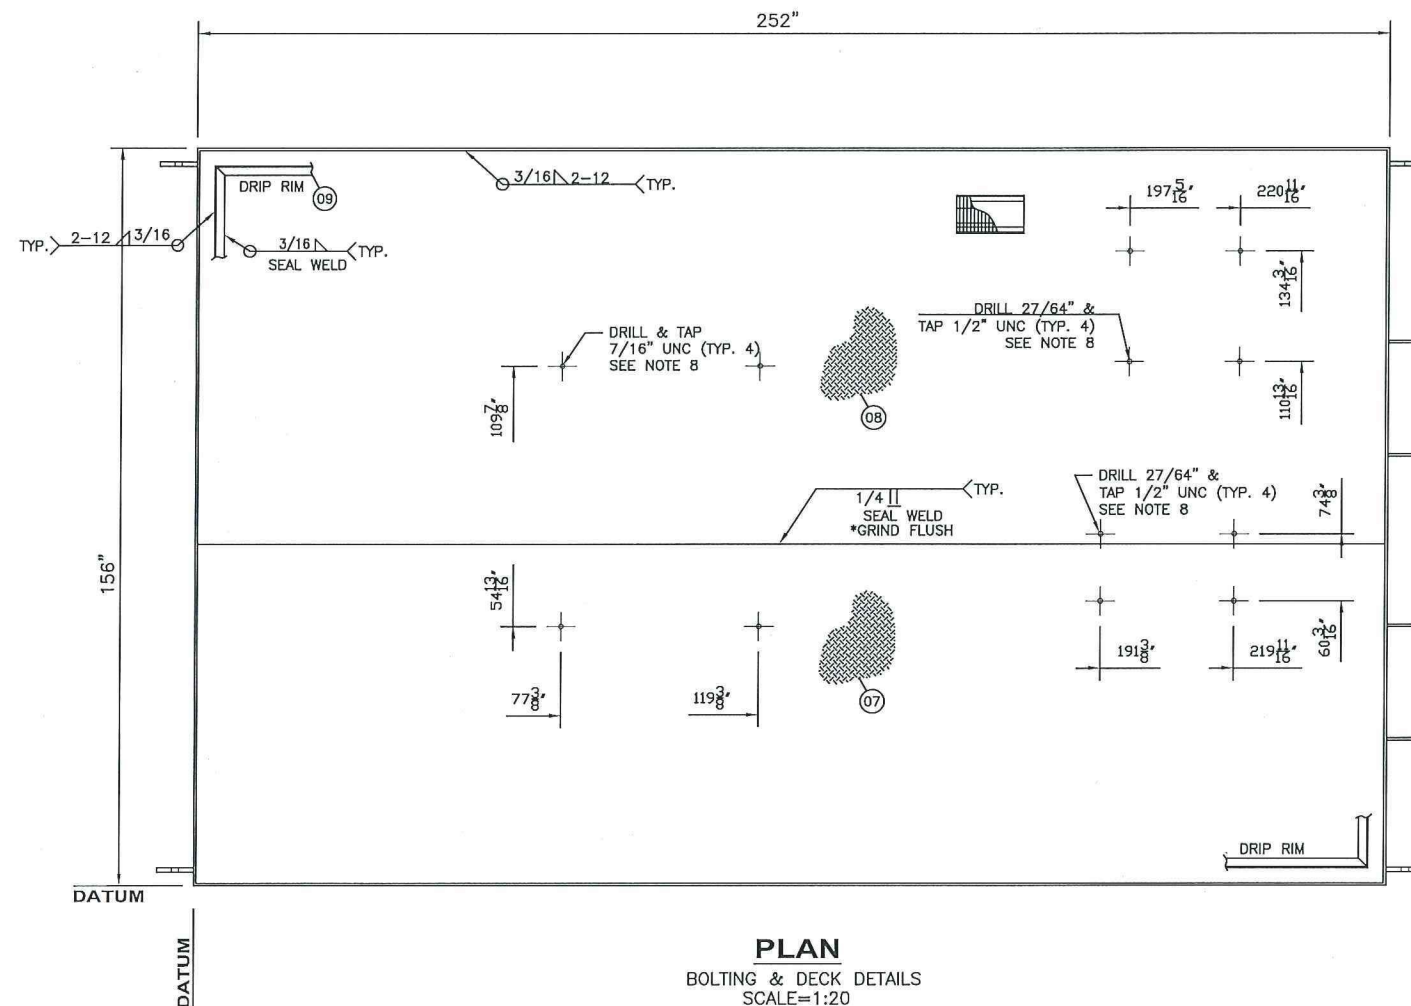 252"
DRIP RIM
09
3/16 2-12 TYP.
TYP. 2-12 3/16
3/16 TYP.
SEAL WELD
197 5/16"
220 11/16"
134 3/16"
DRILL & TAP
7/16" UNC (TYP. 4)
SEE NOTE 8
DRILL 27/64" &
TAP 1/2" UNC (TYP. 4)
SEE NOTE 8
109 7/8"
08
110 13/16"
1/4 TYP.
SEAL WELD
*GRIND FLUSH
DRILL 27/64" &
TAP 1/2" UNC (TYP. 4)
SEE NOTE 8
74 3/8"
156"
54 13/16"
60 3/16"
77 3/8"
119 3/8"
07
191 3/8"
219 11/16"
DRIP RIM
DATUM
DATUM
PLAN
BOLTING & DECK DETAILS
SCALE=1:20